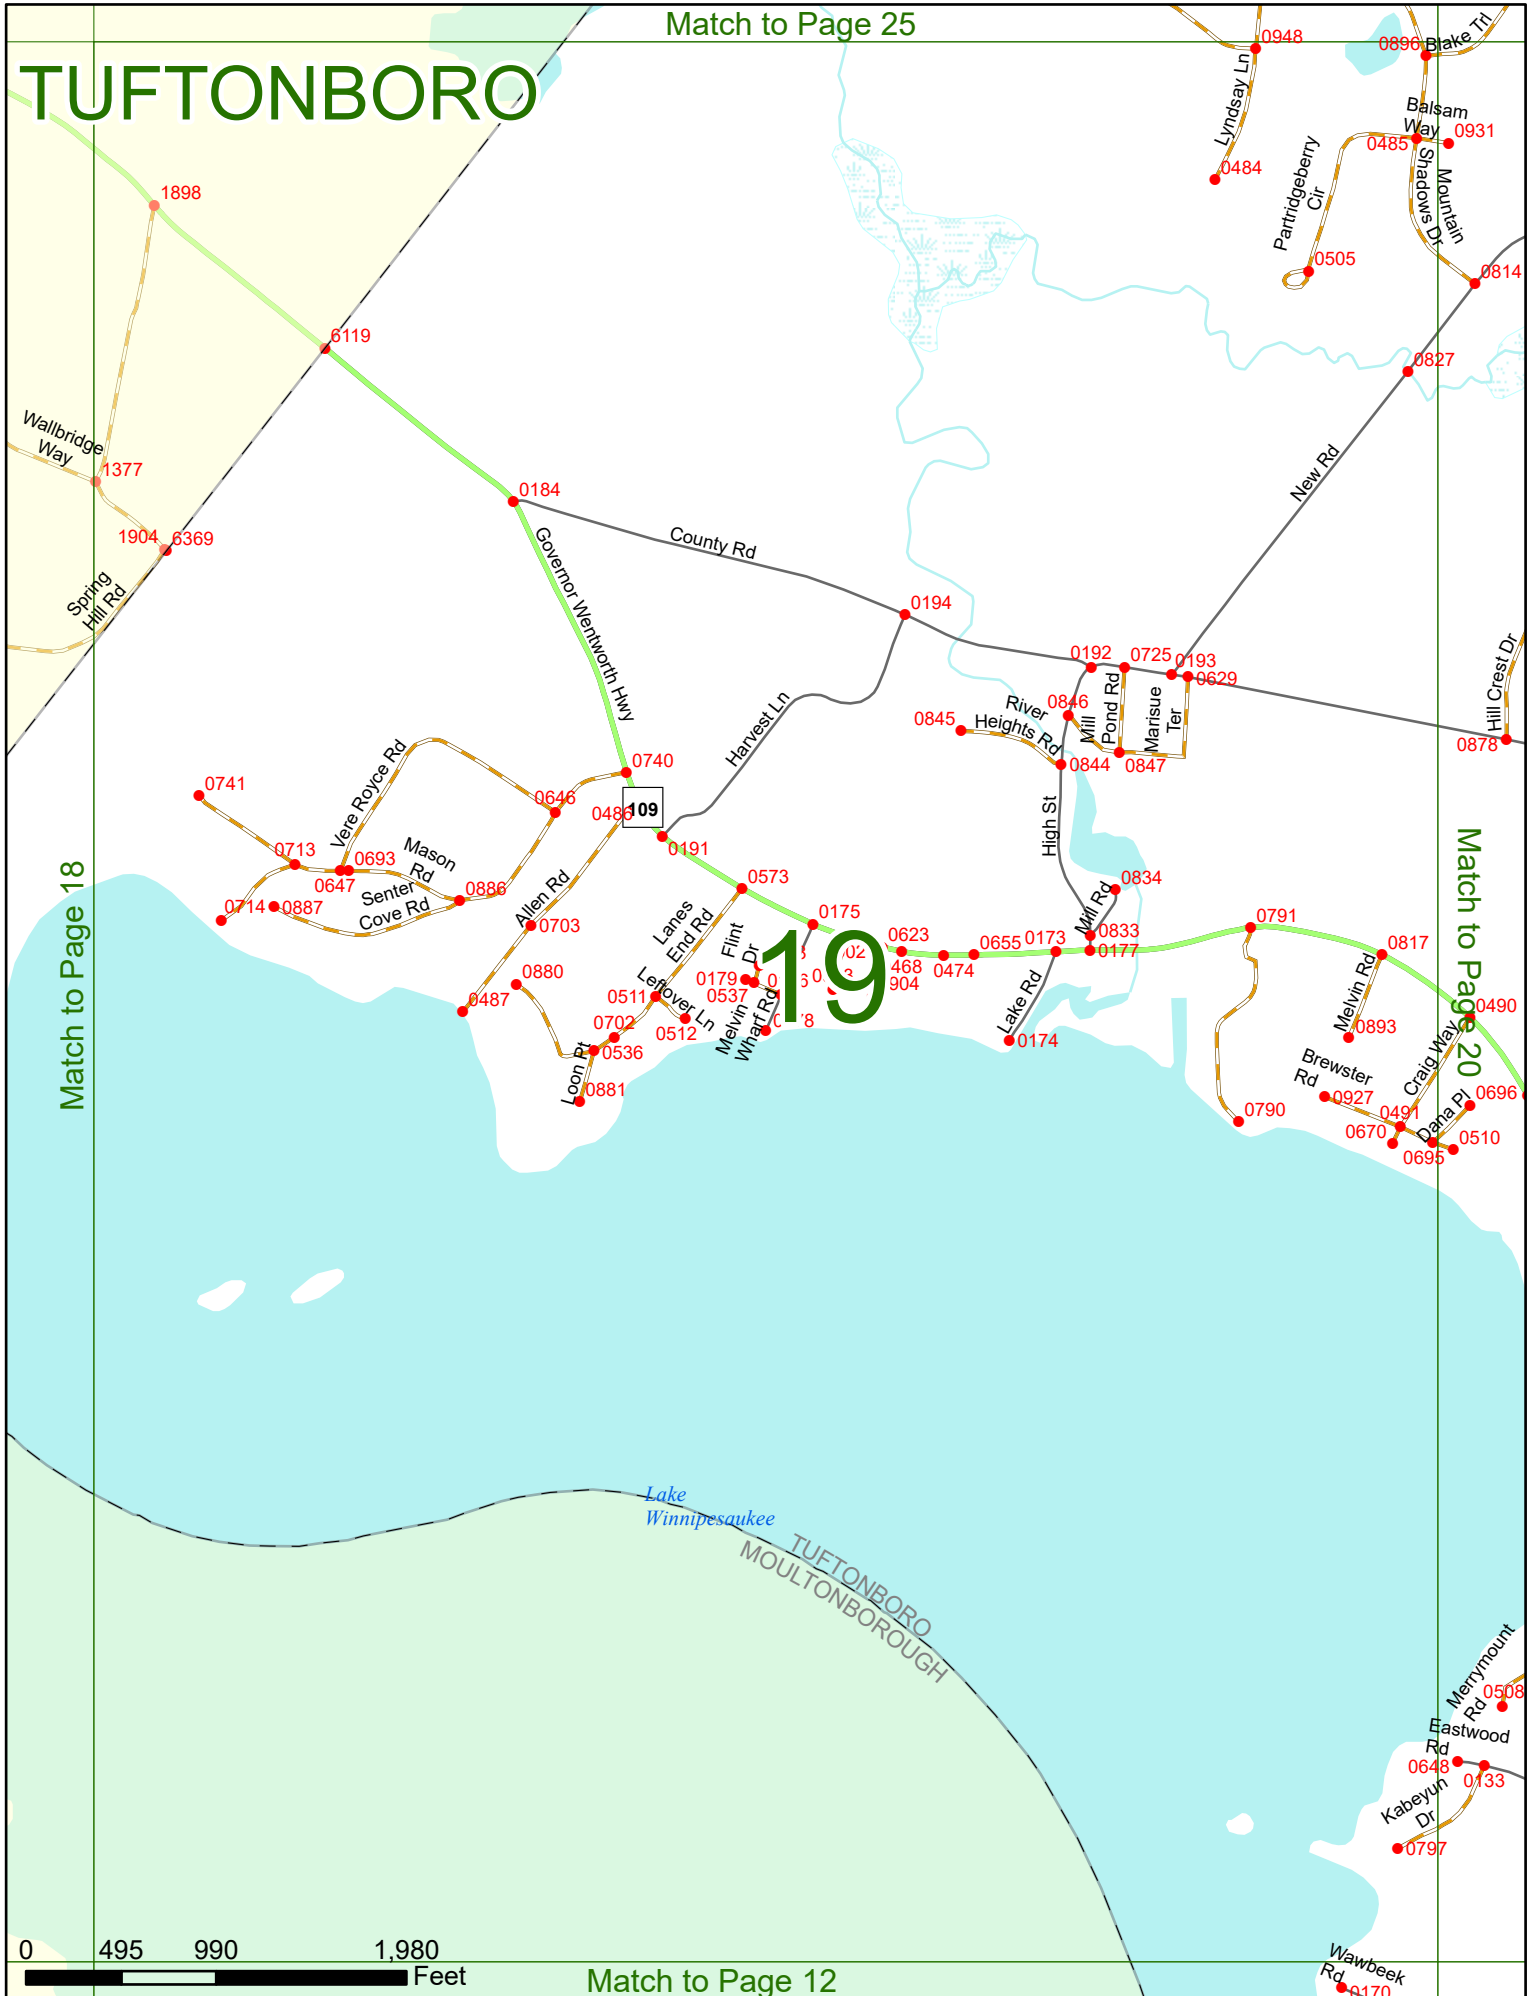 Match to Page 25
TUFTONBORO
0948
0896
Blake Trl
Lyndsay Ln
Balsam
Way
0931
0485
0484
Partridgeberry
Cir
Mountain
Shadows Dr
1898
0505
0814
6119
0827
Wallbridge
Way
1377
New Rd
0184
1904
6369
County Rd
Governor Wentworth Hwy
Spring
Hill Rd
0194
0192
0725
0193
0629
Hill Crest Dr
0846
Mill
Pond Rd
Marisue
Ter
River
Heights Rd
0845
Harvest Ln
0878
0844
0847
0740
0741
Vere Royce Rd
0646
0486
109
High St
0191
0713
0693
Mason
Rd
0647
Senter
Cove Rd
0886
0573
0834
Match to Page 18
Match to Page 20
0714
0887
Allen Rd
0703
Lanes
End Rd
Flint
Dr
0175
Mill Rd
0791
0623
0655
0173
0833
0177
0817
19
468
0474
904
0880
0179
0537
Leftover Ln
0511
0487
Melvin
Wharf Rd
Lake Rd
Melvin Rd
0490
0512
0702
0893
0174
0536
Loon Pt
Craig Way
0881
Brewster
Rd
0927
0491
Dana Pl
0696
0790
0670
0695
0510
Lake
Winnipesaukee
TUFTONBORO
MOULTONBOROUGH
Merrymount
Rd
0508
Eastwood
Rd
0648
0133
Kabeyun
Dr
0797
0
495
990
1,980
Feet
Wawbeek
Rd
0170
Match to Page 12